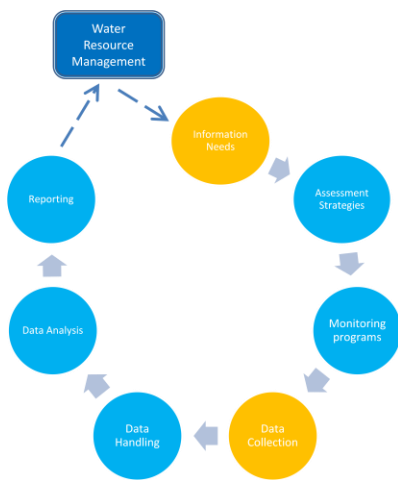 Water
Resource
Management
Information
Needs
Assessment
Strategies
Monitoring
programs
Data
Collection
Data
Handling
Data Analysis
Reporting